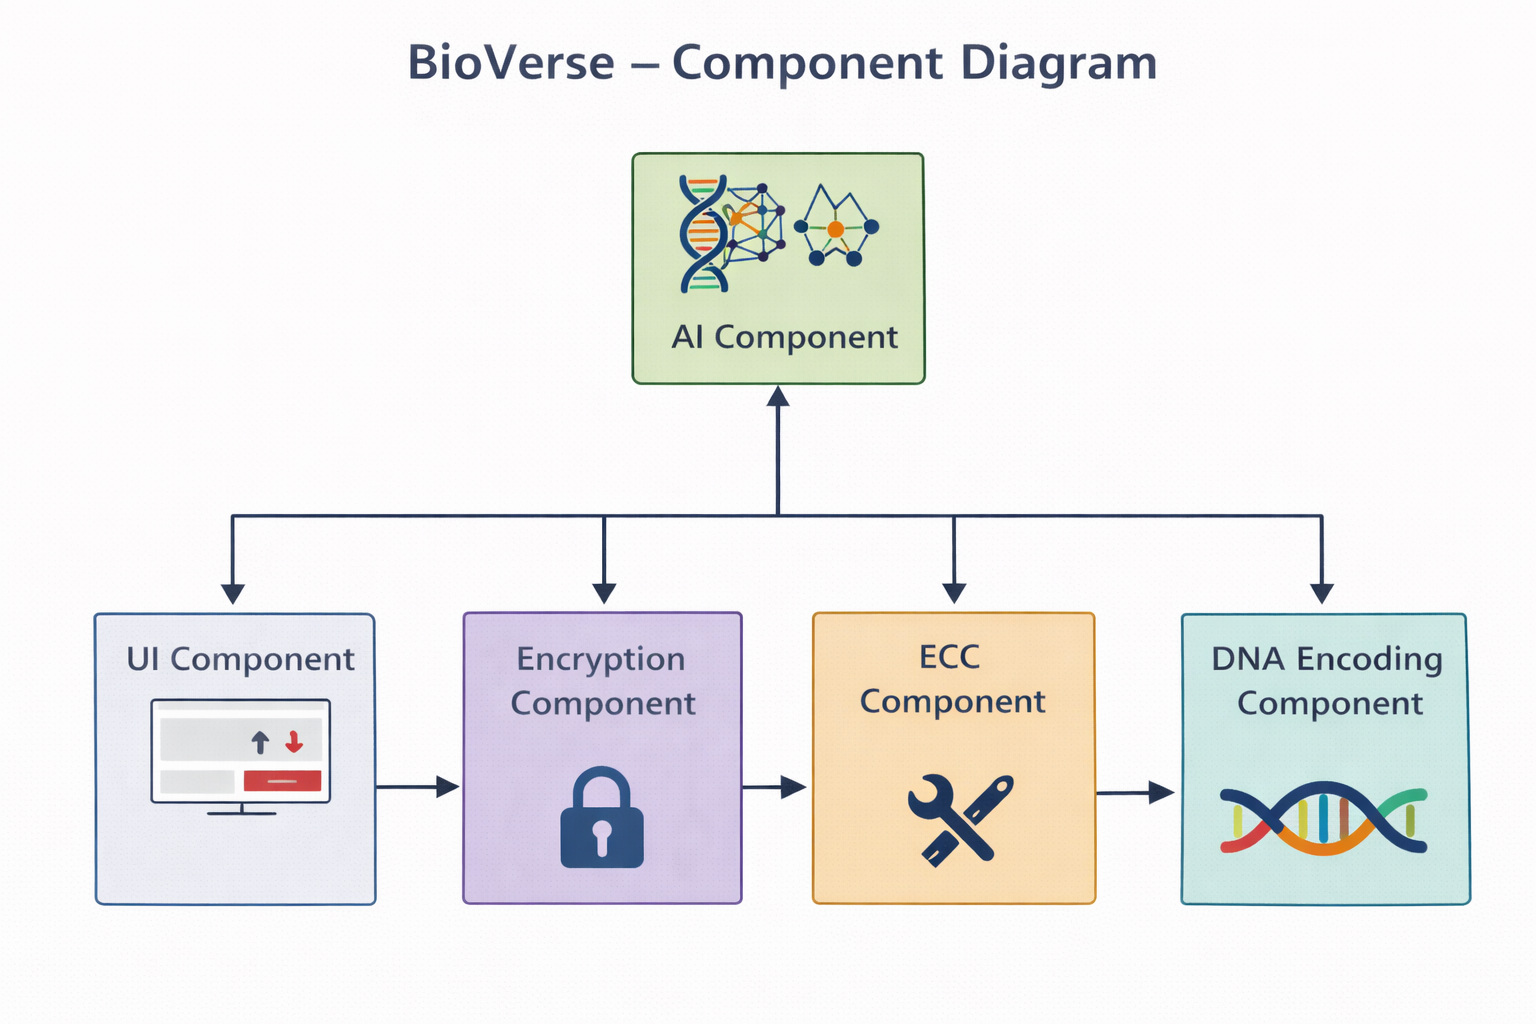 BioVerse – Component Diagram
AI Component
UI Component
Encryption
Component
ECC
Component
DNA Encoding
Component